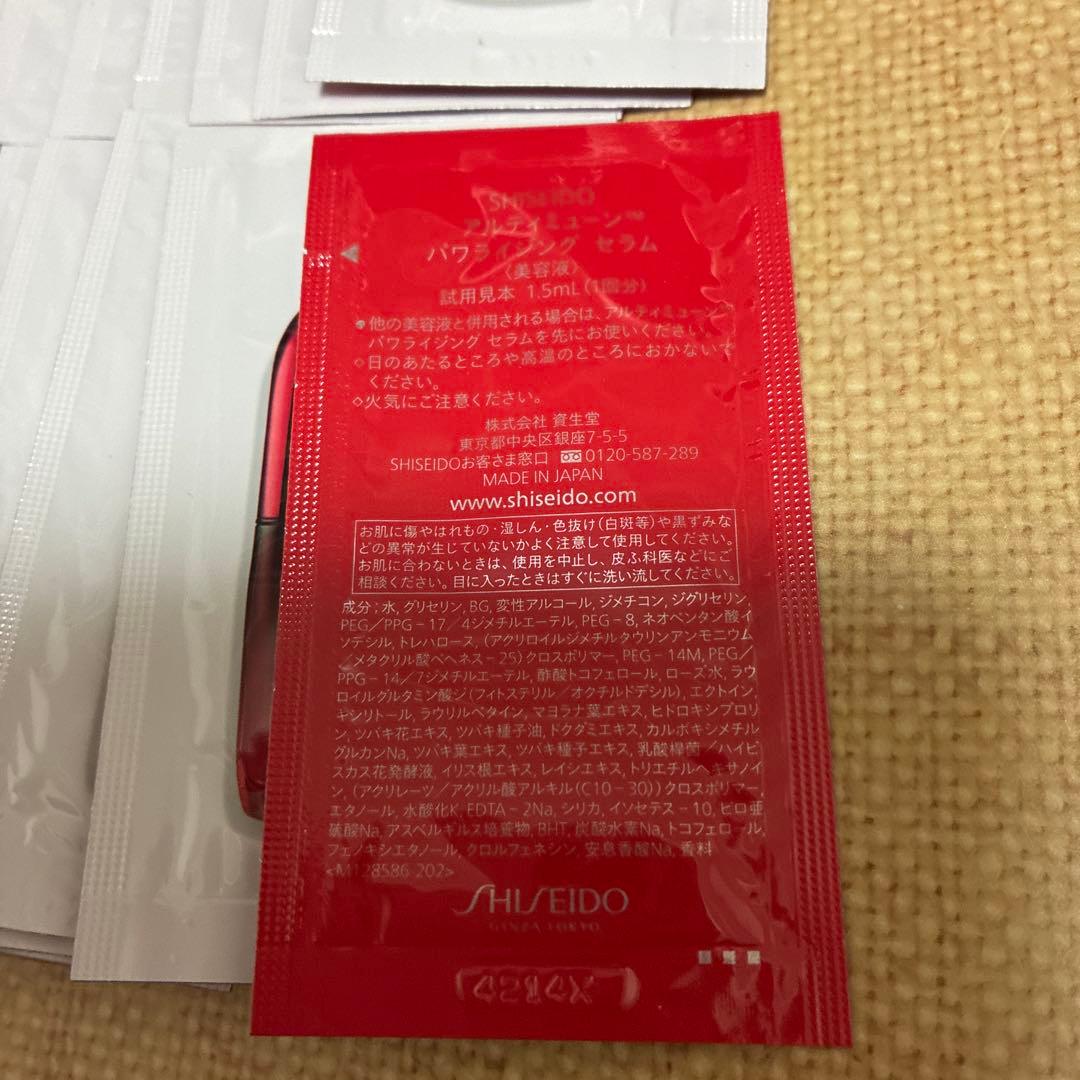 SHISEIDO
アルティミューン™
パワライジング セラム
〈美容液〉
試用見本 1.5mL(1回分)
●他の美容液と併用される場合は、アルティミューン
パワライジング セラムを先にお使いください。
◇日のあたるところや高温のところにおかないで
ください。
◇火気にご注意ください。
株式会社 資生堂
東京都中央区銀座7-5-5
SHISEIDOお客さま窓口 0120-587-289
MADE IN JAPAN
www.shiseido.com
お肌に傷やはれもの・湿しん・色抜け(白斑等)や黒ずみな
どの異常が生じていないかよく注意して使用してください。
お肌に合わないときは、使用を中止し、皮ふ科医などにご
相談ください。目に入ったときはすぐに洗い流してください。
成分:水, グリセリン, BG, 変性アルコール, ジメチコン, ジグリセリン,
PEG/PPG-17/4ジメチルエーテル, PEG-8, ネオペンタン酸イ
ソデシル, トレハロース, (アクリロイルジメチルタウリンアンモニウム
/メタクリル酸ベヘネス-25)クロスポリマー, PEG-14M, PEG/
PPG-14/7ジメチルエーテル, 酢酸トコフェロール, ローズ水, ラウ
ロイルグルタミン酸ジ(フィトステリル/オクチルドデシル), エクトイン,
キシリトール, ラウリルベタイン, マヨラナ葉エキス, ヒドロキシプロリ
ン, ツバキ花エキス, ツバキ種子油, ドクダミエキス, カルボキシメチル
グルカンNa, ツバキ葉エキス, ツバキ種子エキス, 乳酸桿菌/ハイビ
スカス花発酵液, イリス根エキス, レイシエキス, トリエチルヘキサノイ
ン, (アクリレーツ/アクリル酸アルキル(C10-30))クロスポリマー,
エタノール, 水酸化K, EDTA-2Na, シリカ, イソセテス-10, ピロ亜
硫酸Na, アスペルギルス培養物, BHT, 炭酸水素Na, トコフェロール,
フェノキシエタノール, クロルフェネシン, 安息香酸Na, 香料
<M128586-202>
SHISEIDO
GINZA TOKYO